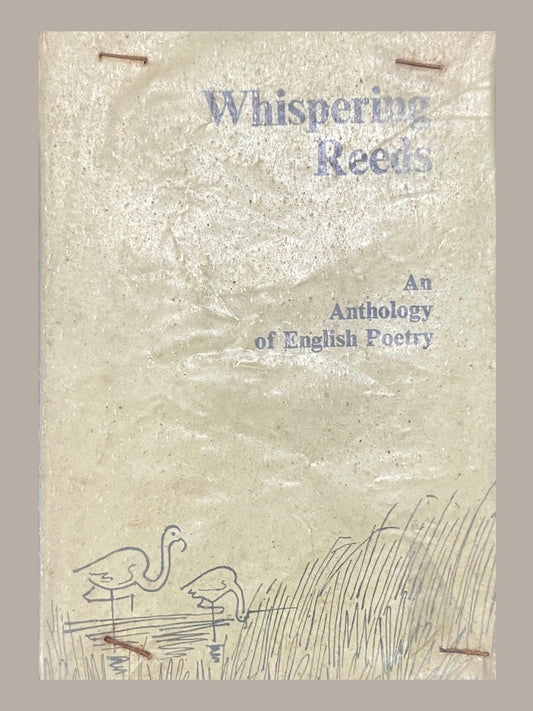 Whispering
Reeds
An
Anthology
of English Poetry